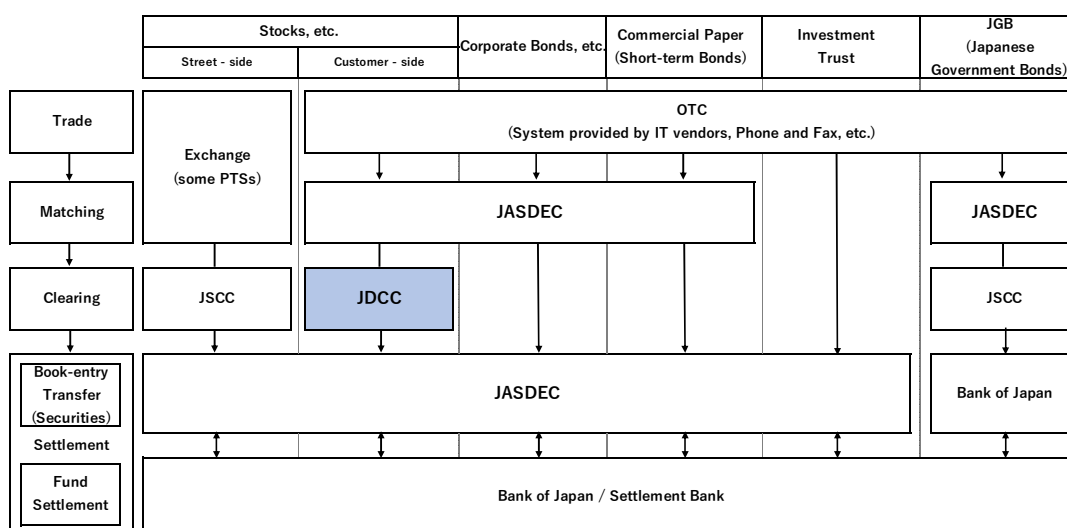 Stocks, etc.
Street - side
Customer - side
Corporate Bonds, etc.
Commercial Paper
(Short-term Bonds)
Investment
Trust
JGB
(Japanese
Government Bonds)
Trade
Exchange
(some PTSs)
OTC
(System provided by IT vendors, Phone and Fax, etc.)
Matching
JASDEC
JASDEC
Clearing
JSCC
JDCC
JSCC
Book-entry
Transfer
(Securities)
Settlement
JASDEC
Bank of Japan
Fund
Settlement
Bank of Japan / Settlement Bank